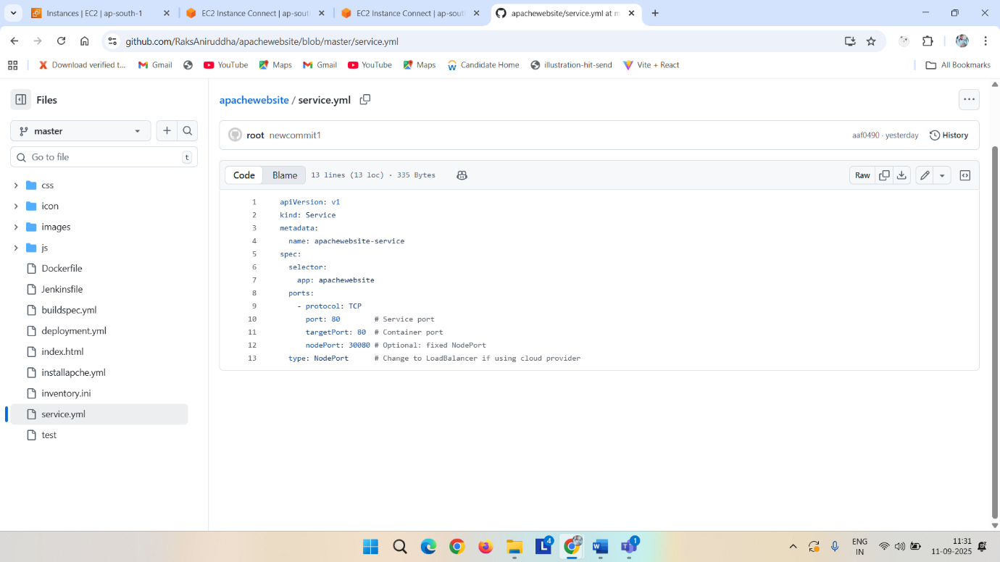 Instances | EC2 | ap-south-1
EC2 Instance Connect | ap-sout
EC2 Instance Connect | ap-sout
apachewebsite/service.yml at m
github.com/RaksAniruddha/apachewebsite/blob/master/service.yml
Download verified t...
Gmail
YouTube
Maps
Gmail
YouTube
Maps
Candidate Home
illustration-hit-send
Vite + React
All Bookmarks
Files
master
Go to file
t
css
icon
images
js
Dockerfile
Jenkinsfile
buildspec.yml
deployment.yml
index.html
installapche.yml
inventory.ini
service.yml
test
apachewebsite / service.yml
root newcommit1
aaf0490 · yesterday
History
Code
Blame
13 lines (13 loc) · 335 Bytes
Raw
1 apiVersion: v1
2 kind: Service
3 metadata:
4 name: apachewebsite-service
5 spec:
6 selector:
7 app: apachewebsite
8 ports:
9 - protocol: TCP
10 port: 80 # Service port
11 targetPort: 80 # Container port
12 nodePort: 30080 # Optional: fixed NodePort
13 type: NodePort # Change to LoadBalancer if using cloud provider
L
4
W
1
ENG
IN
11:31
11-09-2025